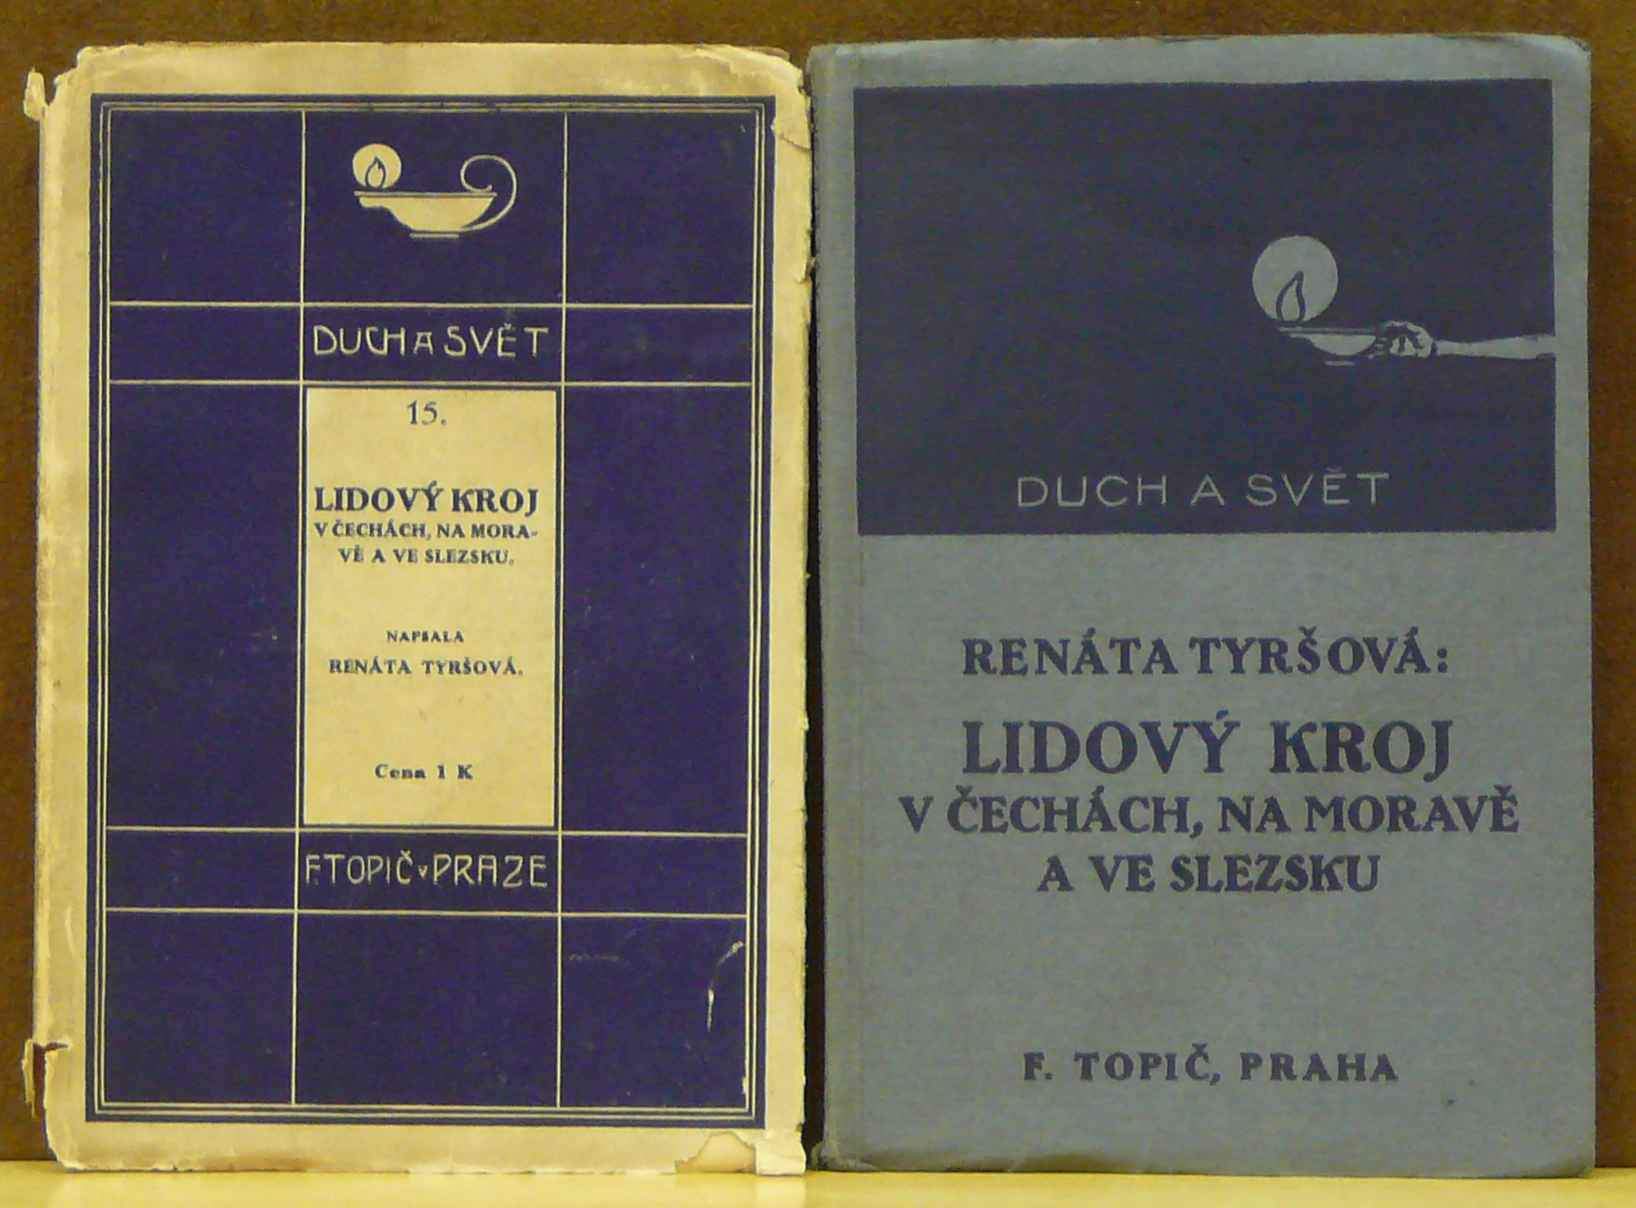 DUCH A SVĚT
15.
LIDOVÝ KROJ
V ČECHÁCH, NA MORA-
VĚ A VE SLEZSKU.
NAPSALA
RENÁTA TYRŠOVÁ.
Cena 1 K
F. TOPIČ v PRAZE
DUCH A SVĚT
RENÁTA TYRŠOVÁ:
LIDOVÝ KROJ
V ČECHÁCH, NA MORAVĚ
A VE SLEZSKU
F. TOPIČ, PRAHA